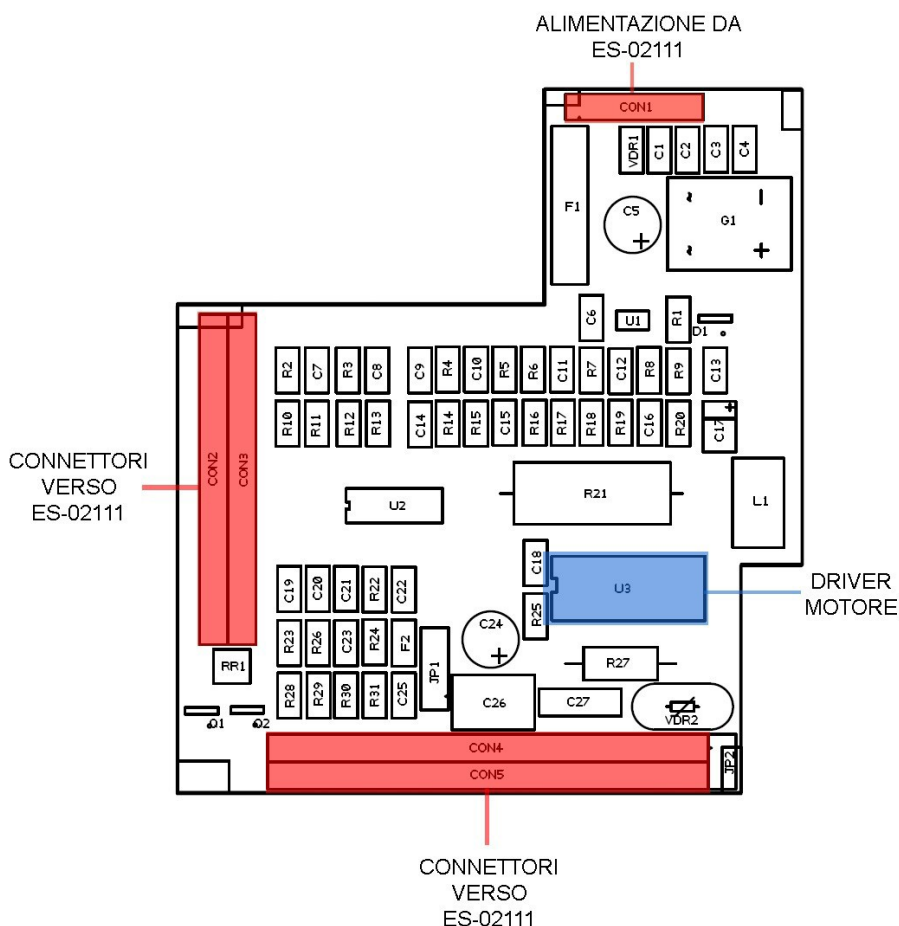 ALIMENTAZIONE DA
ES-02111
CON1
VDR1 C1 C2 C3 C4
F1 C5 G1
~ -
~ +
+
C6 U1 R1 D1
R2 C7 R3 C8 C9 R4 C10 R5 R6 C11 R7 C12 R8 R9 C13
R10 R11 R12 R13 C14 R14 R15 C15 R16 R17 R18 R19 C16 R20 C17 +
CONNETTORI
VERSO
ES-02111
CON2
CON3
R21 L1
U2
C18 U3
DRIVER
MOTORE
C19 C20 C21 R22 C22
R25
R23 R26 C23 R24 F2 JP1 C24 +
RR1
R27
R28 R29 R30 R31 C25 C26 C27 VDR2
Q1 Q2
CON4
CON5
JP2
CONNETTORI
VERSO
ES-02111